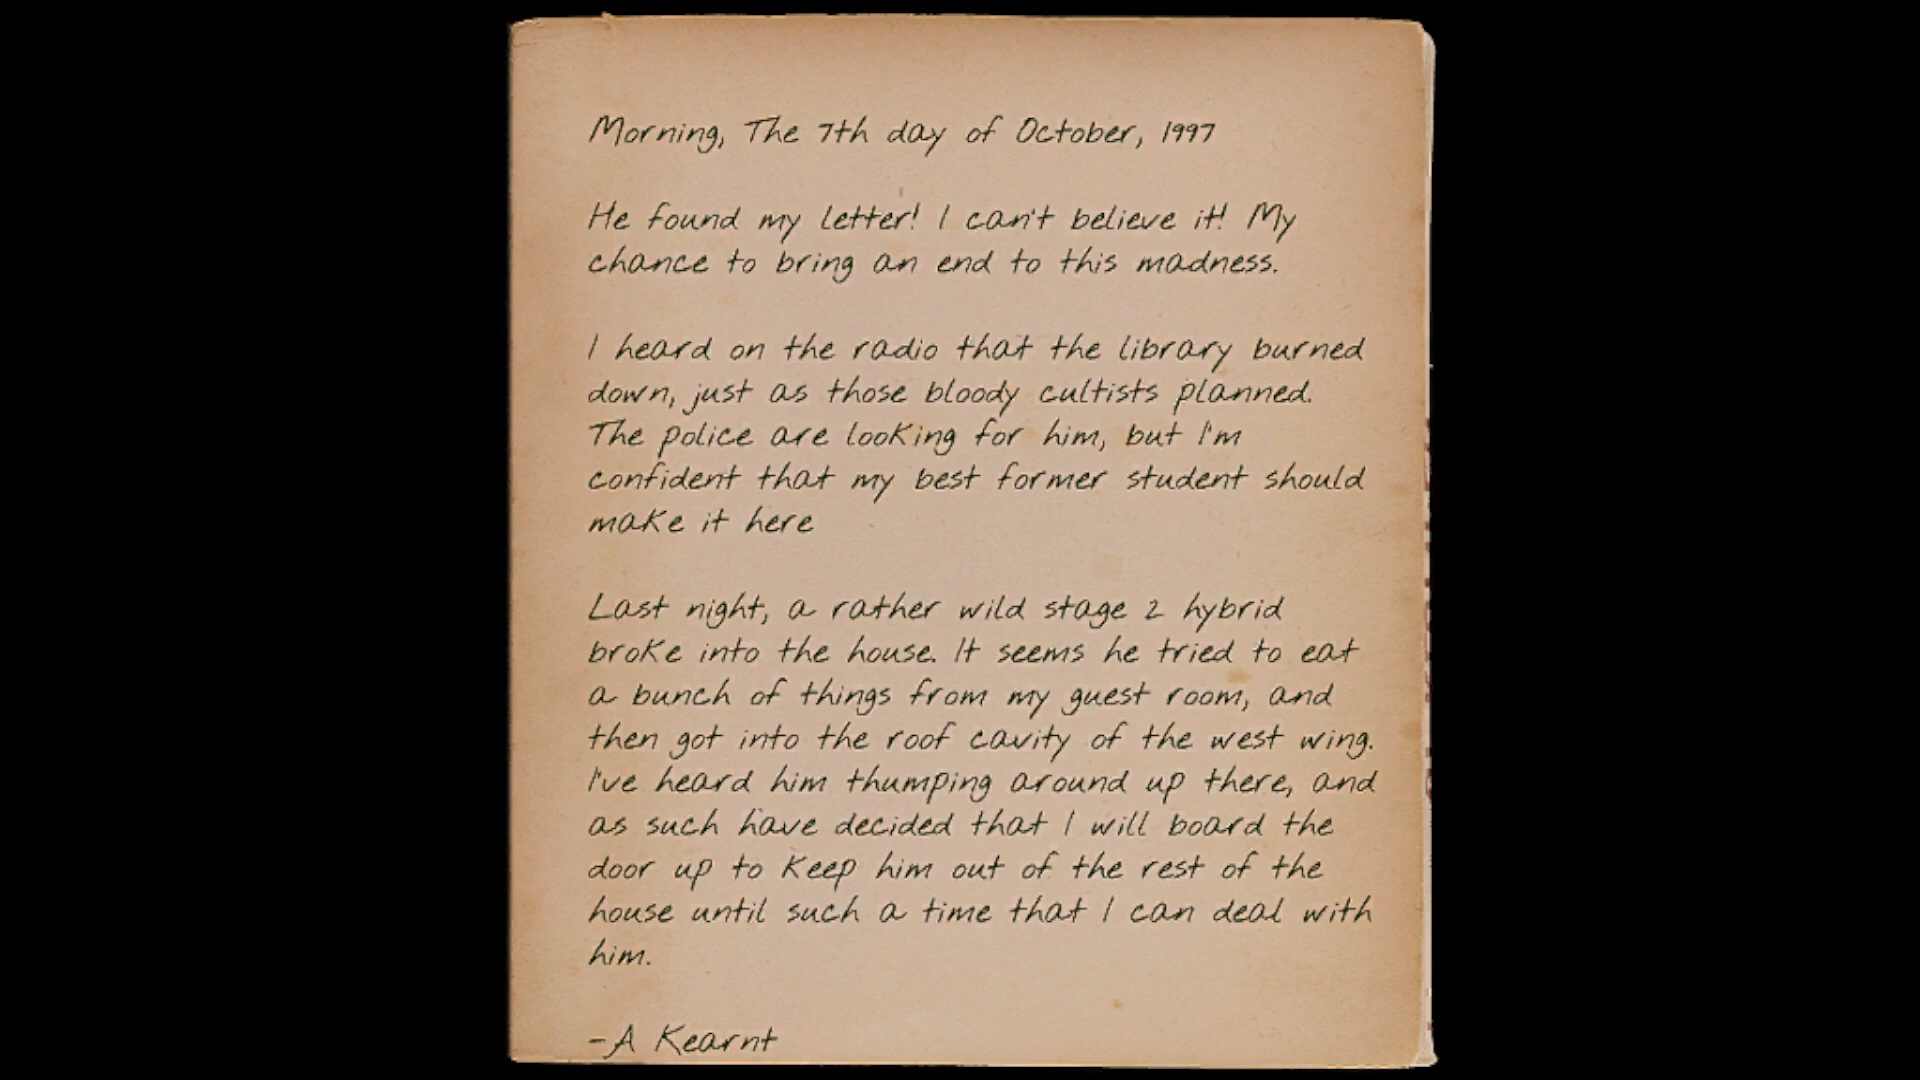 Morning, The 7th day of October, 1997
He found my letter! I can't believe it! My
chance to bring an end to this madness.
I heard on the radio that the library burned
down, just as those bloody cultists planned.
The police are looking for him, but I'm
confident that my best former student should
make it here
Last night, a rather wild stage 2 hybrid
broke into the house. It seems he tried to eat
a bunch of things from my guest room, and
then got into the roof cavity of the west wing.
I've heard him thumping around up there, and
as such have decided that I will board the
door up to keep him out of the rest of the
house until such a time that I can deal with
him.
-A Kearnt